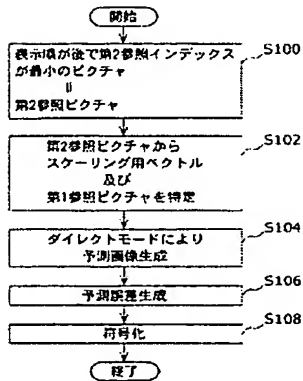 開始
表示順が後で第2参照インデックス
が最小のピクチャ
=
第2参照ピクチャ
S100
第2参照ピクチャから
スケーリング用ベクトル
及び
第1参照ピクチャを特定
S102
ダイレクトモードにより
予測画像生成
S104
予測誤差生成
S106
符号化
S108
終了